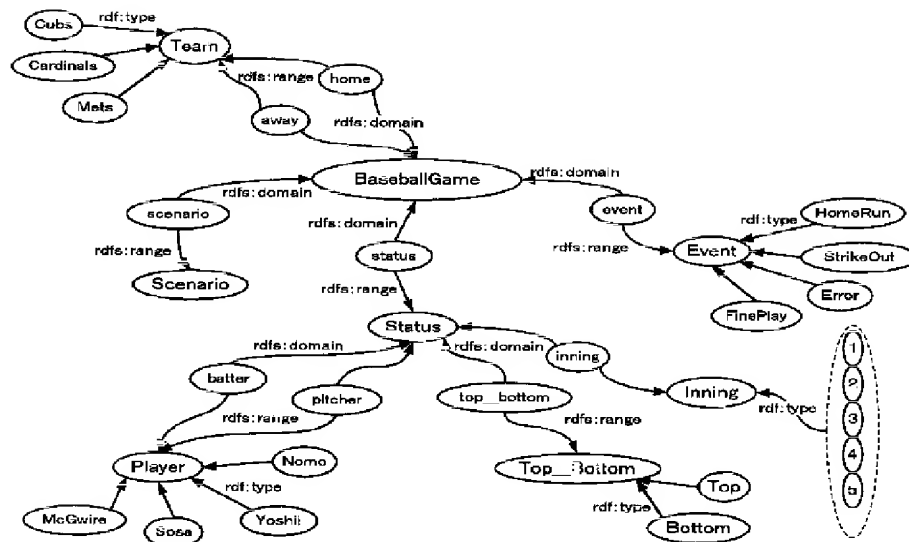 Cubs
rdf:type
Team
Cardinals
Mets
rdfs:range
home
away
rdfs:domain
BaseballGame
rdfs:domain
scenario
rdfs:domain
rdfs:range
Scenario
rdfs:domain
status
rdfs:range
event
rdfs:range
Event
rdf:type
HomeRun
StrikeOut
Error
FinePlay
Status
rdfs:domain
batter
rdfs:range
pitcher
rdfs:domain
inning
top_bottom
rdfs:range
Inning
rdf:type
1
2
3
4
5
Player
Nomo
rdf:type
McGwire
Sosa
Yoshii
Top_Bottom
Top
rdf:type
Bottom